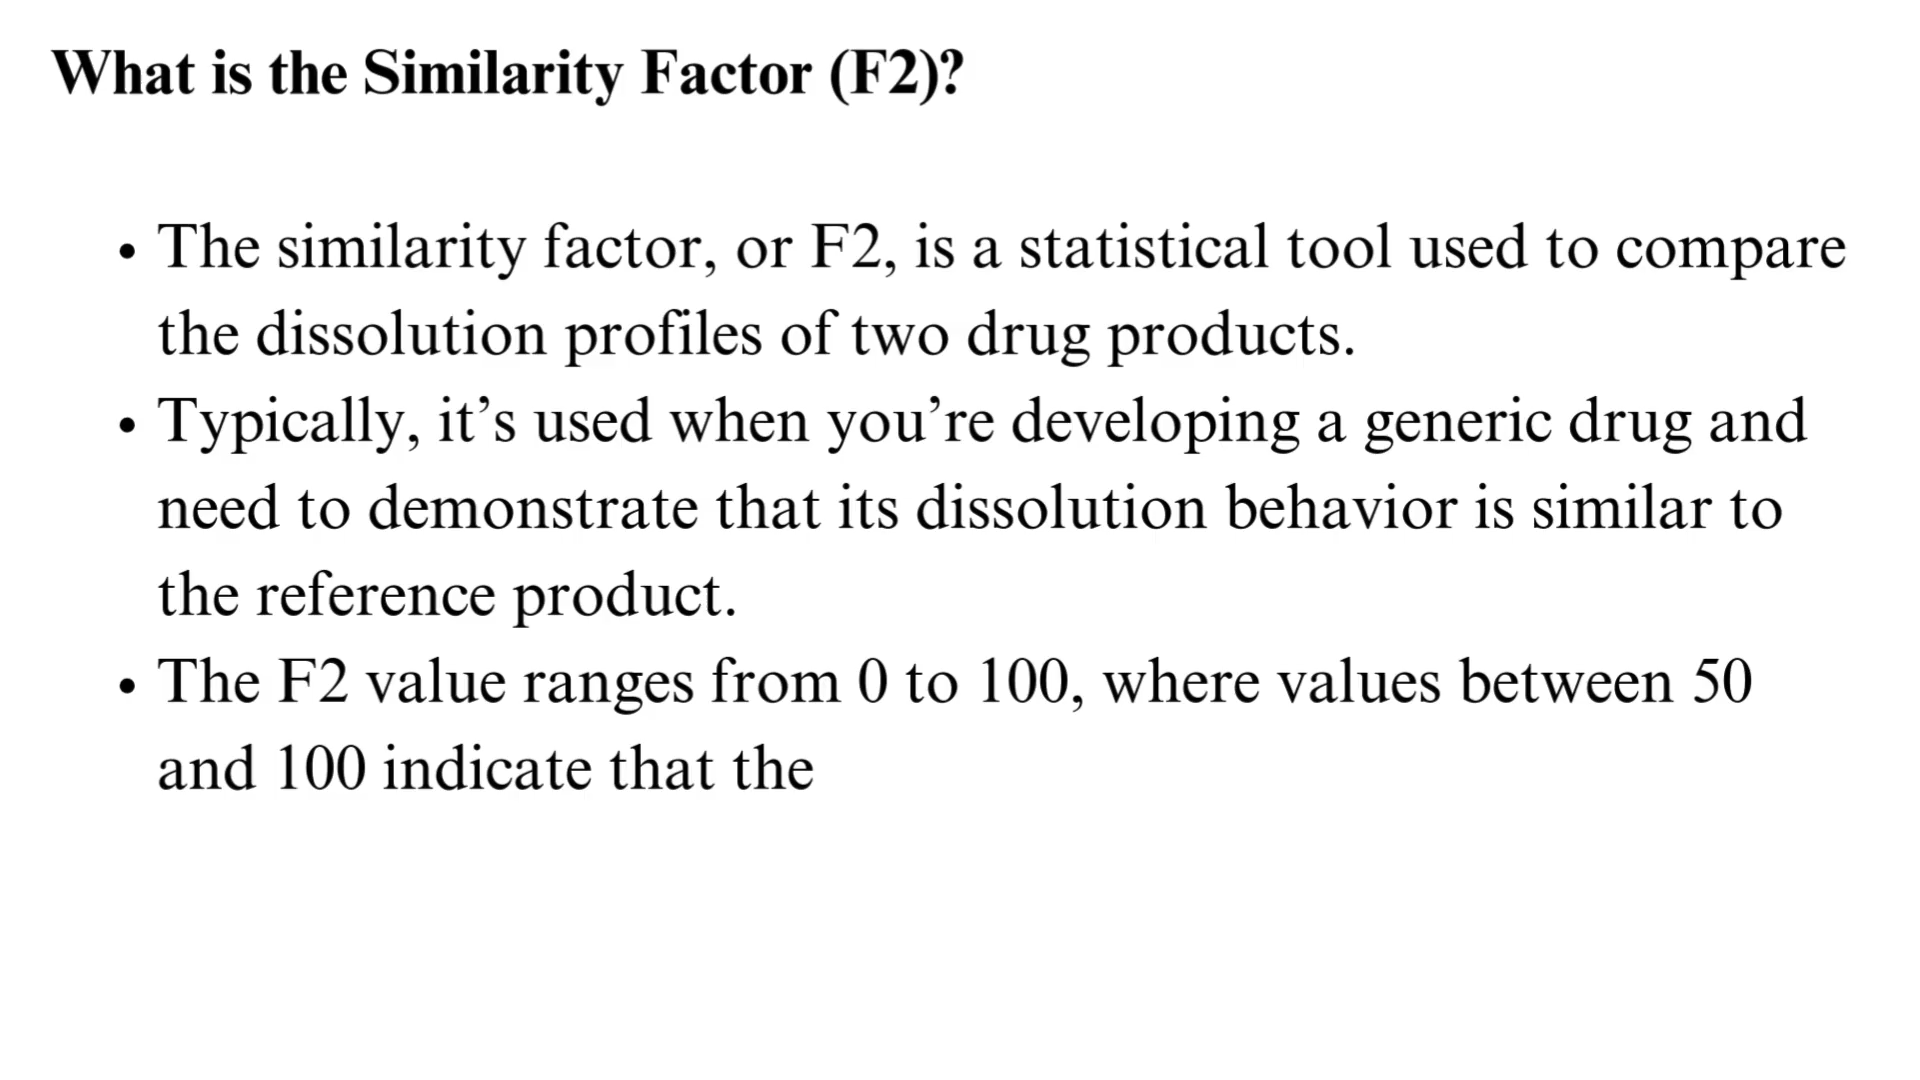 What is the Similarity Factor (F2)?
• The similarity factor, or F2, is a statistical tool used to compare
the dissolution profiles of two drug products.
• Typically, it’s used when you’re developing a generic drug and
need to demonstrate that its dissolution behavior is similar to
the reference product.
• The F2 value ranges from 0 to 100, where values between 50
and 100 indicate that the